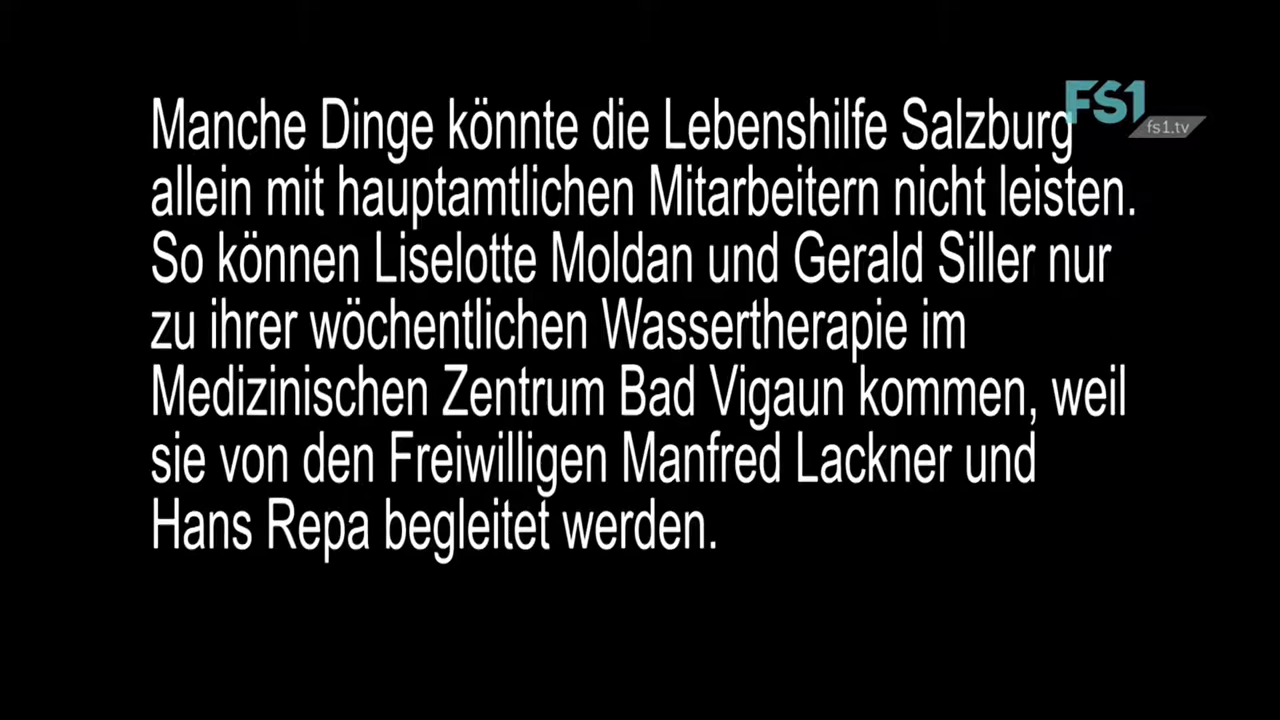 FS1
fs1.tv
Manche Dinge könnte die Lebenshilfe Salzburg
allein mit hauptamtlichen Mitarbeitern nicht leisten.
So können Liselotte Moldan und Gerald Siller nur
zu ihrer wöchentlichen Wassertherapie im
Medizinischen Zentrum Bad Vigaun kommen, weil
sie von den Freiwilligen Manfred Lackner und
Hans Repa begleitet werden.